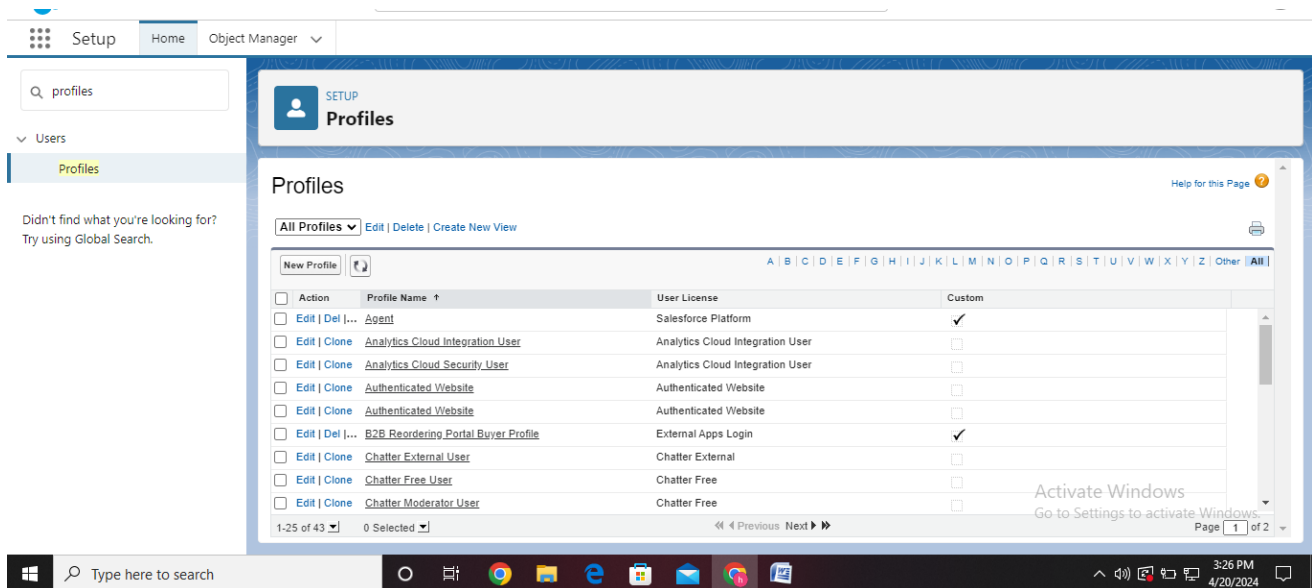 Setup Home Object Manager
profiles
Users
Profiles
Didn't find what you're looking for?
Try using Global Search.
SETUP
Profiles
Profiles
Help for this Page ?
All Profiles Edit | Delete | Create New View
New Profile A | B | C | D | E | F | G | H | I | J | K | L | M | N | O | P | Q | R | S | T | U | V | W | X | Y | Z | Other All
Action Profile Name ↑ User License Custom
Edit | Del |... Agent Salesforce Platform ✓
Edit | Clone Analytics Cloud Integration User Analytics Cloud Integration User
Edit | Clone Analytics Cloud Security User Analytics Cloud Integration User
Edit | Clone Authenticated Website Authenticated Website
Edit | Clone Authenticated Website Authenticated Website
Edit | Del |... B2B Reordering Portal Buyer Profile External Apps Login ✓
Edit | Clone Chatter External User Chatter External
Edit | Clone Chatter Free User Chatter Free
Edit | Clone Chatter Moderator User Chatter Free
1-25 of 43 0 Selected Previous Next Page 1 of 2
Activate Windows
Go to Settings to activate Windows.
Type here to search
3:26 PM
4/20/2024